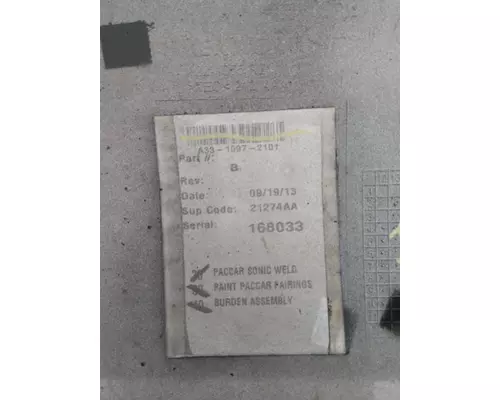 A35-1097-2101
Part #:
B
Rev:
Date: 09/19/13
Sup Code: 21274AA
Serial: 168033
PACCAR SONIC WELD
PAINT PACCAR FAIRINGS
BURDEN ASSEMBLY